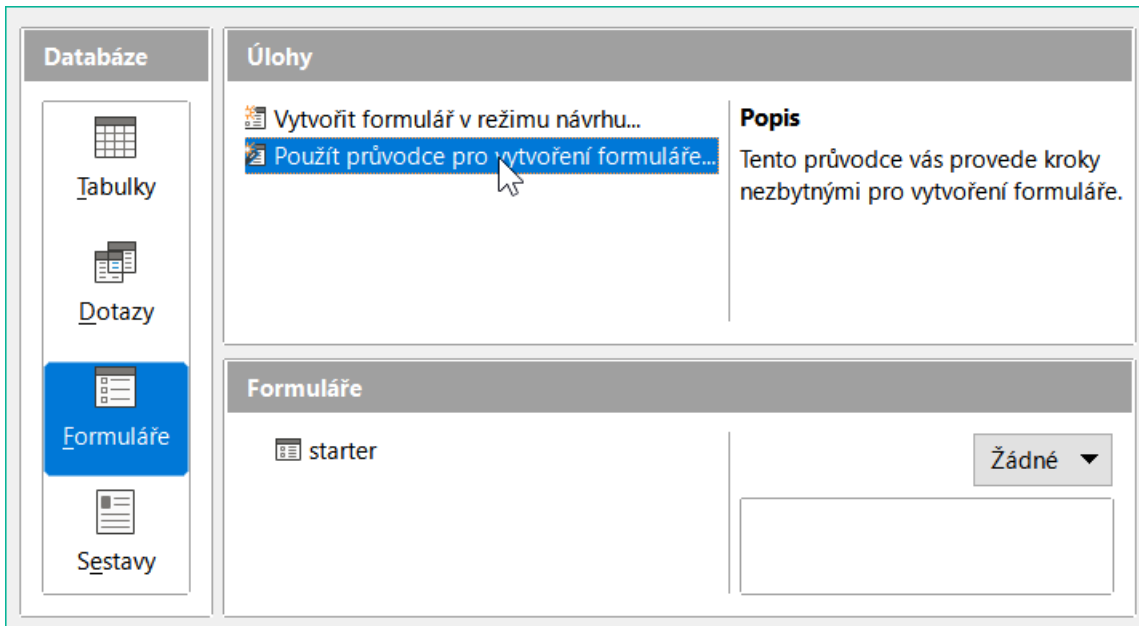 Databáze
Tabulky
Dotazy
Formuláře
Sestavy
Úlohy
Vytvořit formulář v režimu návrhu...
Použít průvodce pro vytvoření formuláře...
Popis
Tento průvodce vás provede kroky
nezbytnými pro vytvoření formuláře.
Formuláře
starter
Žádné